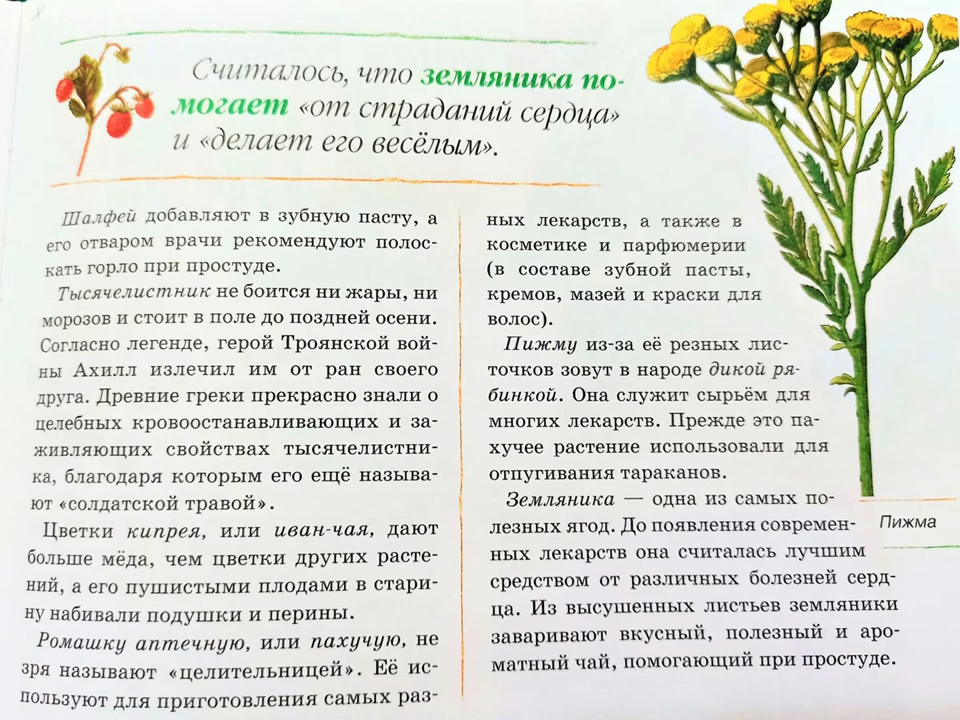 Считалось, что земляника по-
могает «от страданий сердца»
и «делает его весёлым».
Шалфей добавляют в зубную пасту, а
его отваром врачи рекомендуют полос-
кать горло при простуде.
Тысячелистник не боится ни жары, ни
морозов и стоит в поле до поздней осени.
Согласно легенде, герой Троянской вой-
ны Ахилл излечил им от ран своего
друга. Древние греки прекрасно знали о
целебных кровоостанавливающих и за-
живляющих свойствах тысячелистни-
ка, благодаря которым его ещё называ-
ют «солдатской травой».
Цветки кипрея, или иван-чая, дают
больше мёда, чем цветки других расте-
ний, а его пушистыми плодами в стари-
ну набивали подушки и перины.
Ромашку аптечную, или пахучую, не
зря называют «целительницей». Её ис-
пользуют для приготовления самых раз-
ных лекарств, а также в
косметике и парфюмерии
(в составе зубной пасты,
кремов, мазей и краски для
волос).
Пижму из-за её резных лис-
точков зовут в народе дикой ря-
бинкой. Она служит сырьём для
многих лекарств. Прежде это па-
хучее растение использовали для
отпугивания тараканов.
Земляника — одна из самых по-
лезных ягод. До появления современ-
ных лекарств она считалась лучшим
средством от различных болезней серд-
ца. Из высушенных листьев земляники
заваривают вкусный, полезный и аро-
матный чай, помогающий при простуде.
Пижма